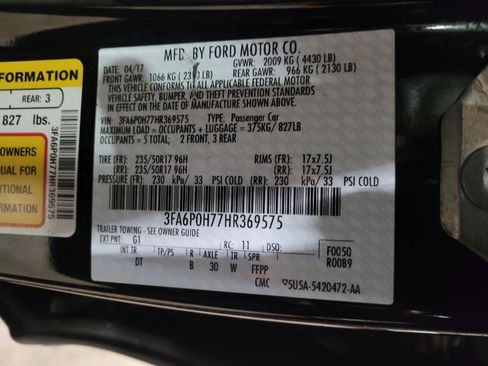 MFD. BY FORD MOTOR CO.
04/17 GVWR: 2009 KG (4430 LB)
FRONT GAWR: 1066 KG (2350 LB) REAR GAWR: 966 KG (2130 LB)
THIS VEHICLE CONFORMS TO ALL APPLICABLE FEDERAL MOTOR
VEHICLE SAFETY, BUMPER, AND THEFT PREVENTION STANDARDS IN
EFFECT ON THE DATE OF MANUFACTURE SHOWN ABOVE.
VIN: 3FA6P0H77HR369575 TYPE: Passenger Car
MAXIMUM LOAD = OCCUPANTS + LUGGAGE = 375KG/827LB
OCCUPANTS = 5 TOTAL: 2 FRONT, 3 REAR
TIRE (FR) 235/50R17 96H RIMS (FR) 17x7.5J
(RR) 235/50R17 96H (RR) 17x7.5J
(FR) 230 kPa/ 33 PSI COLD (RR) 230 kPa/33 PSI COLD
3FA6P0H77HR369575
TRAILER TOWING - SEE OWNER GUIDE
EXT PNT: G1 RC: 11 DSO: F0050
INT TR TP/PS R AXLE TR SPR R0089
DT B 30 W FFPP
CMC 5U5A-5420472-AA
FORMATION
REAR: 3
827 lbs.
OWNERS
UAL FOR
ITIONAL
RMATION
3FA6P0H77HR369575